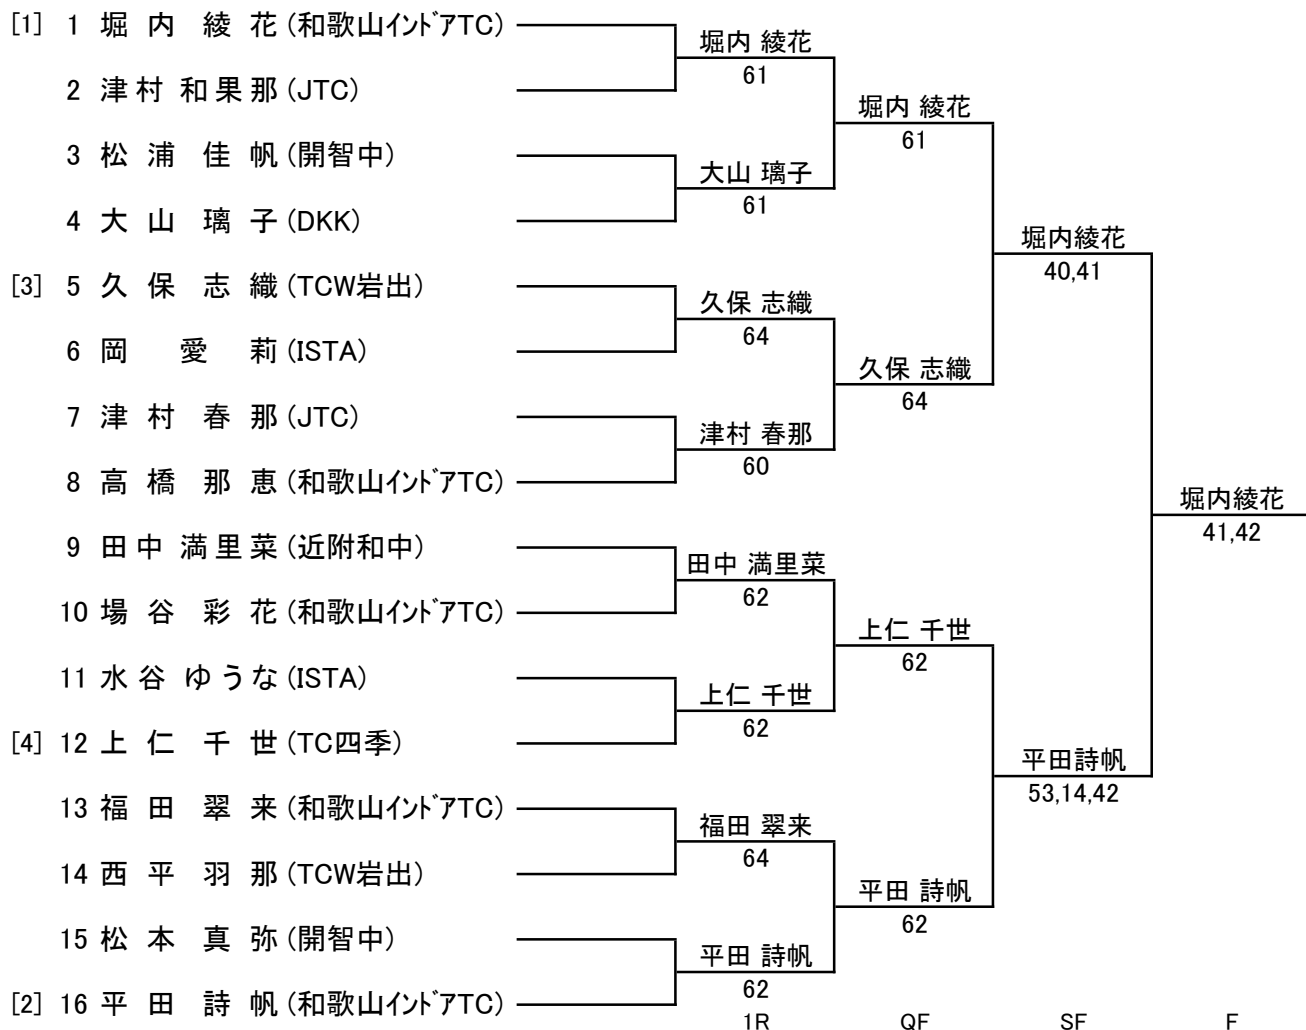 [1] 1 堀内 綾花 (和歌山インドアTC)
堀内 綾花
61
2 津村 和果那 (JTC)
堀内 綾花
61
3 松浦 佳帆 (開智中)
大山 璃子
61
4 大山 璃子 (DKK)
堀内綾花
40,41
[3] 5 久保 志織 (TCW岩出)
久保 志織
64
6 岡 愛莉 (ISTA)
久保 志織
64
7 津村 春那 (JTC)
津村 春那
60
8 高橋 那恵 (和歌山インドアTC)
堀内綾花
41,42
9 田中 満里菜 (近附和中)
田中 満里菜
62
10 場谷 彩花 (和歌山インドアTC)
上仁 千世
62
11 水谷 ゆうな (ISTA)
上仁 千世
62
[4] 12 上仁 千世 (TC四季)
平田詩帆
53,14,42
13 福田 翠来 (和歌山インドアTC)
福田 翠来
64
14 西平 羽那 (TCW岩出)
平田 詩帆
62
15 松本 真弥 (開智中)
平田 詩帆
62
[2] 16 平田 詩帆 (和歌山インドアTC)
1R QF SF F